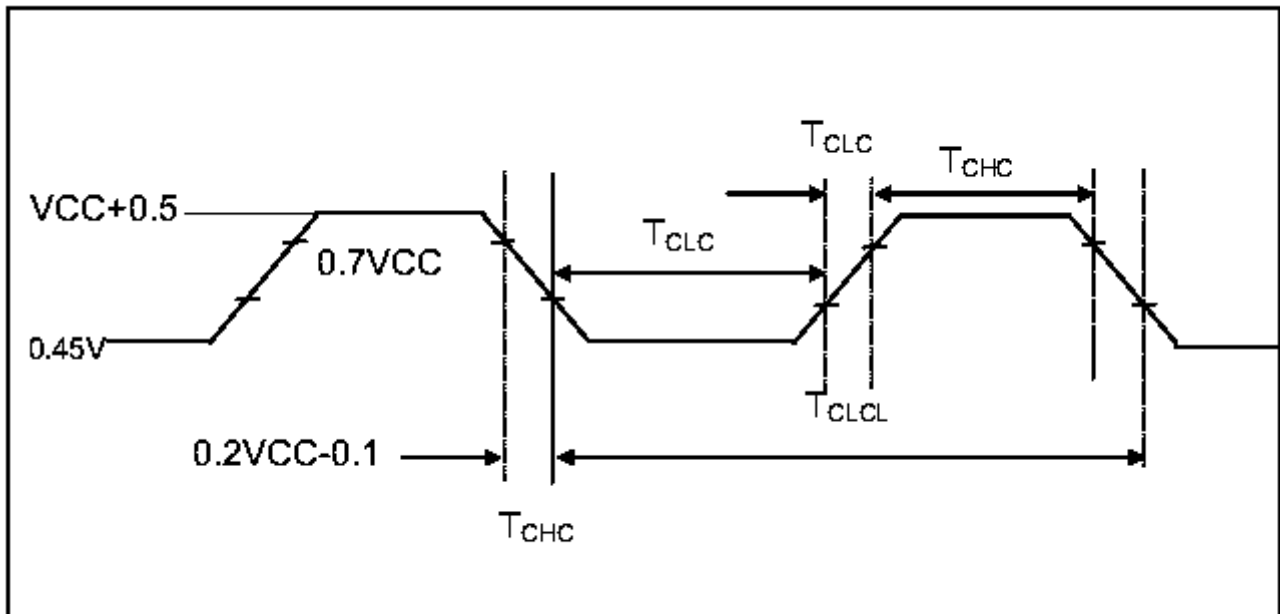 TCLC
TCHC
VCC+0.5
TCLC
0.7VCC
0.45V
TCLCL
0.2VCC-0.1
TCHC